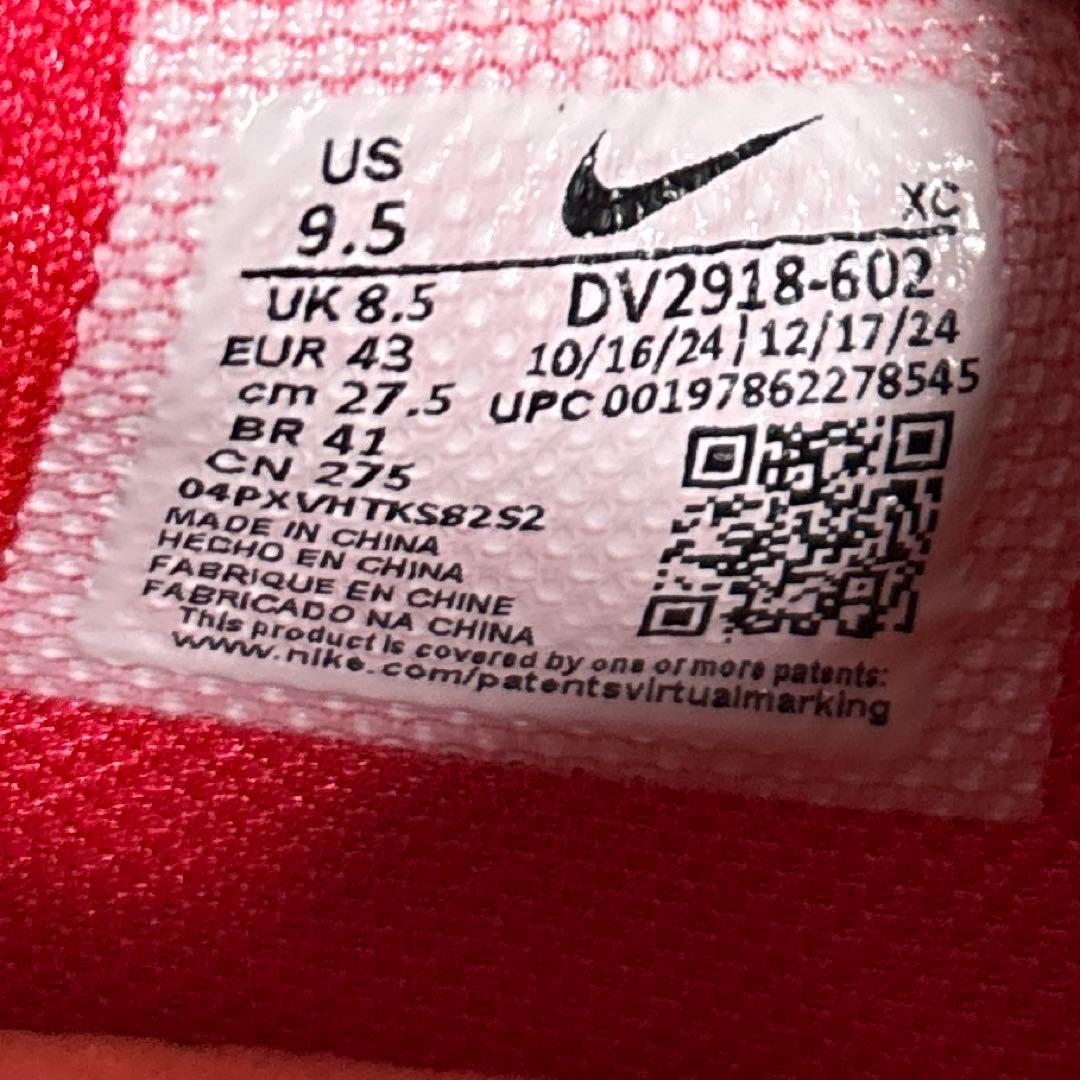 US
9.5
XC
UK 8.5
EUR 43
cm 27.5
BR 41
CN 275
DV2918-602
10/16/24|12/17/24
UPC 00197862278545
04PXVHTKS82S2
MADE IN CHINA
HECHO EN CHINA
FABRIQUE EN CHINE
FABRICADO NA CHINA
This product is covered by one or more patents:
www.nike.com/patentsvirtualmarking